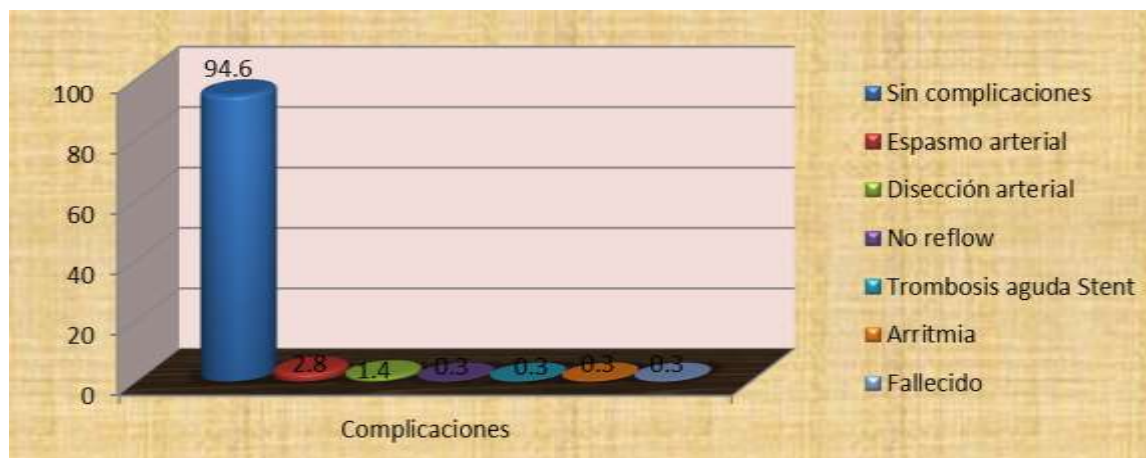 94.6
100
80
60
40
20
0
2.8
1.4
0.3
0.3
0.3
0.3
Complicaciones
Sin complicaciones
Espasmo arterial
Disección arterial
No reflow
Trombosis aguda Stent
Arritmia
Fallecido